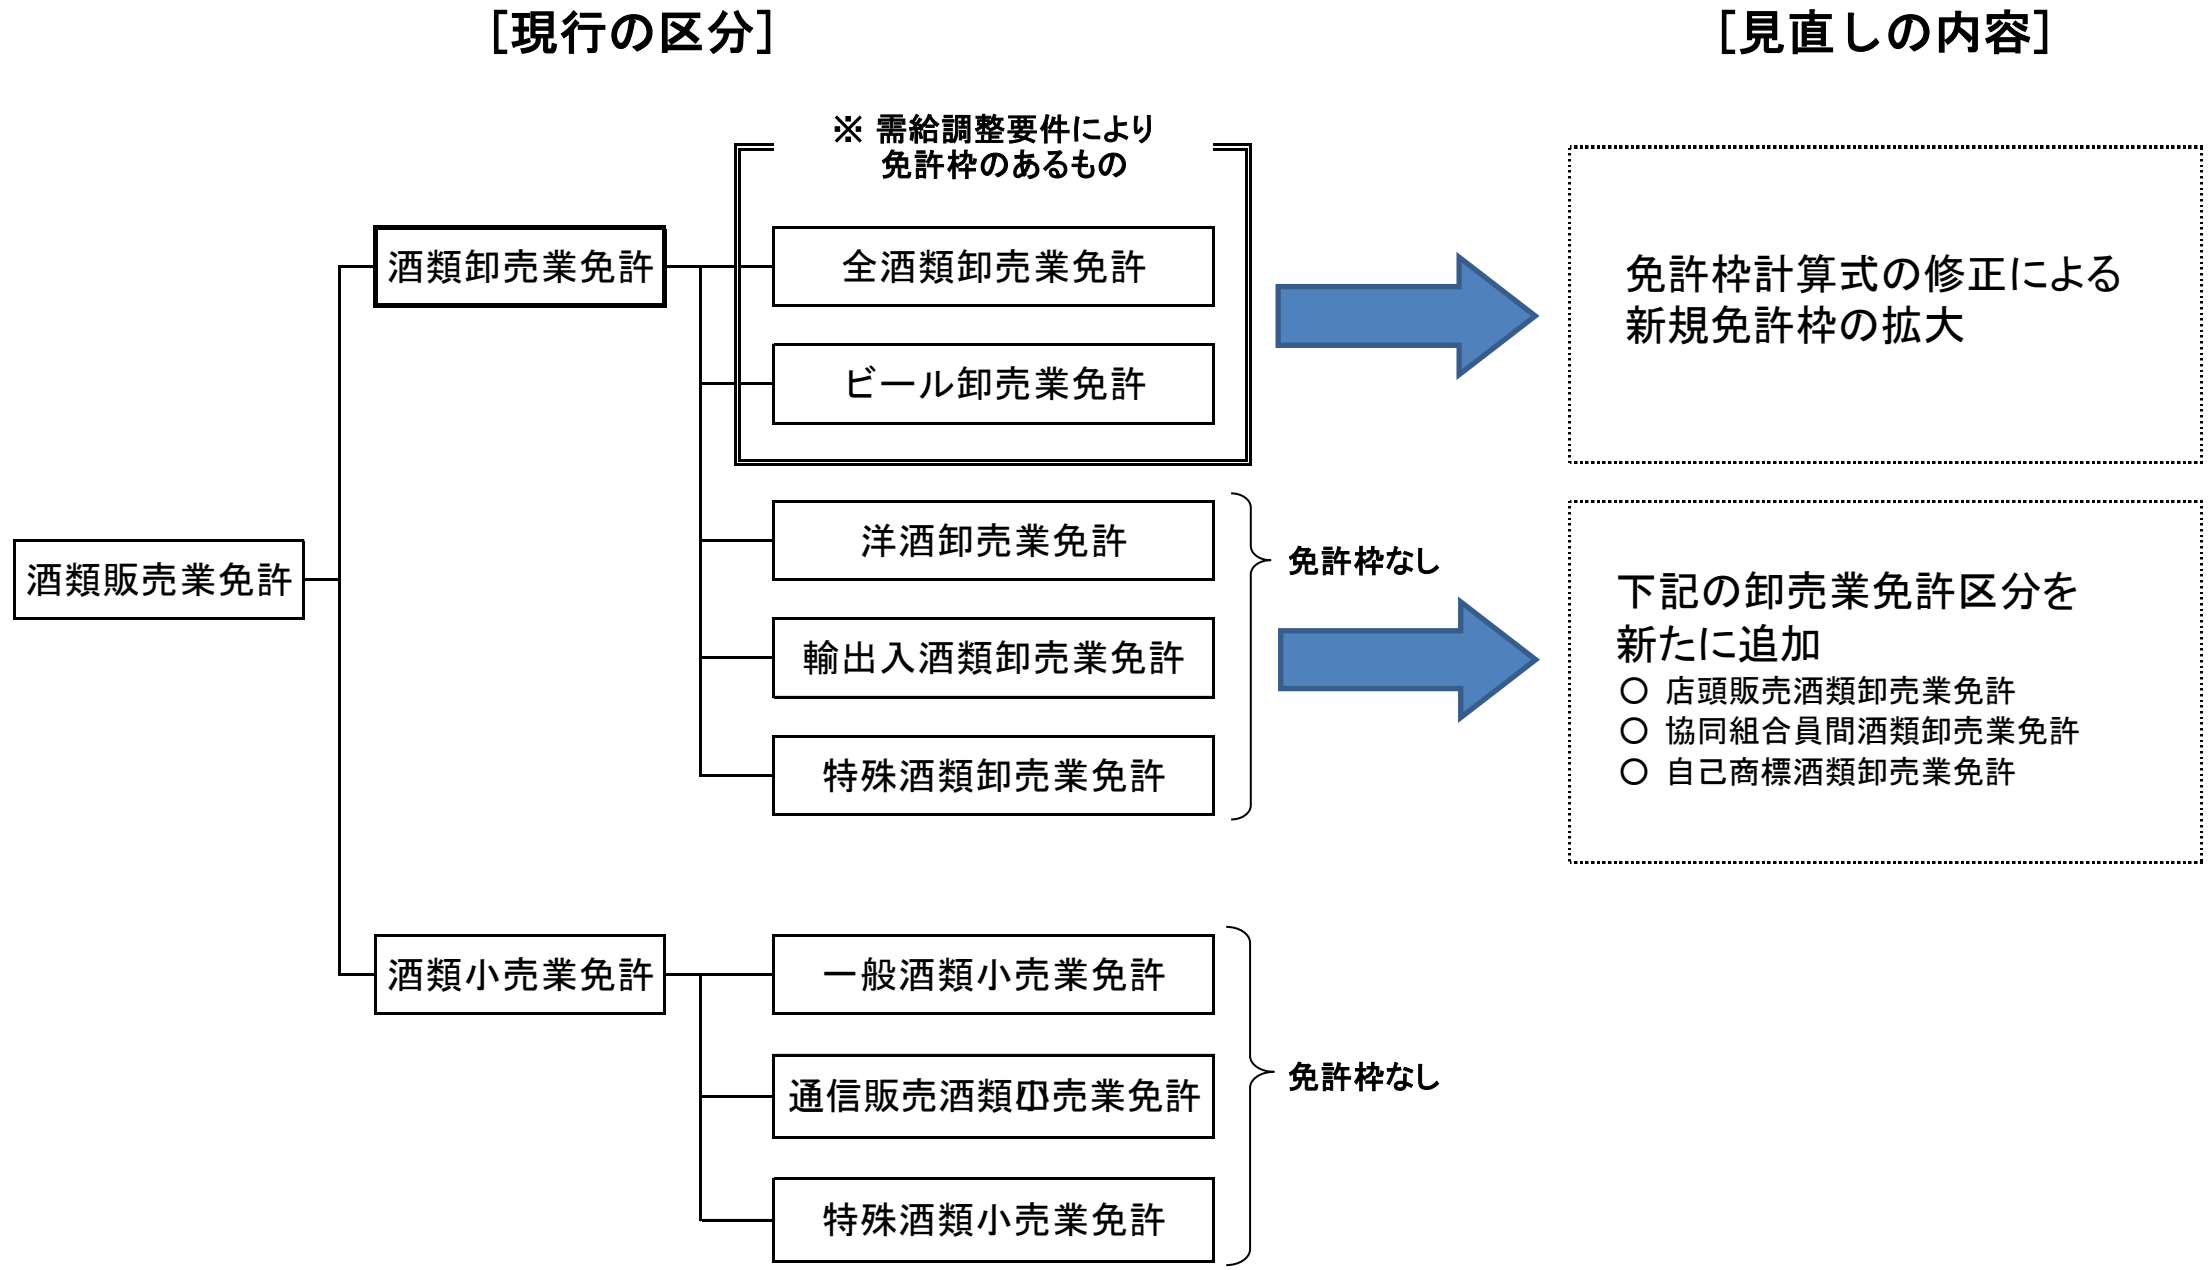 [現行の区分]
[見直しの内容]
※ 需給調整要件により
免許枠のあるもの
酒類販売業免許
酒類卸売業免許
全酒類卸売業免許
ビール卸売業免許
洋酒卸売業免許
輸出入酒類卸売業免許
特殊酒類卸売業免許
免許枠なし
酒類小売業免許
一般酒類小売業免許
通信販売酒類小売業免許
特殊酒類小売業免許
免許枠なし
免許枠計算式の修正による
新規免許枠の拡大
下記の卸売業免許区分を
新たに追加
○ 店頭販売酒類卸売業免許
○ 協同組合員間酒類卸売業免許
○ 自己商標酒類卸売業免許